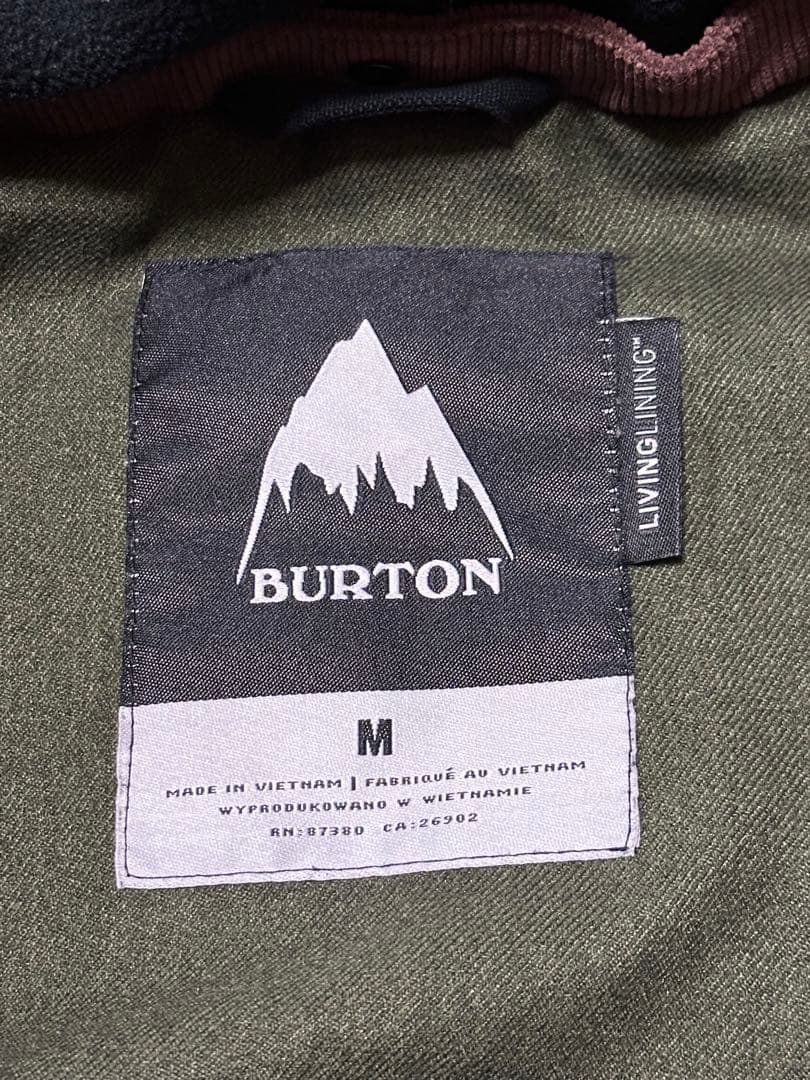 BURTON
LIVINGLINING™
M
MADE IN VIETNAM | FABRIQUÉ AU VIETNAM
WYPRODUKOWANO W WIETNAMIE
RN:87380 CA:26902